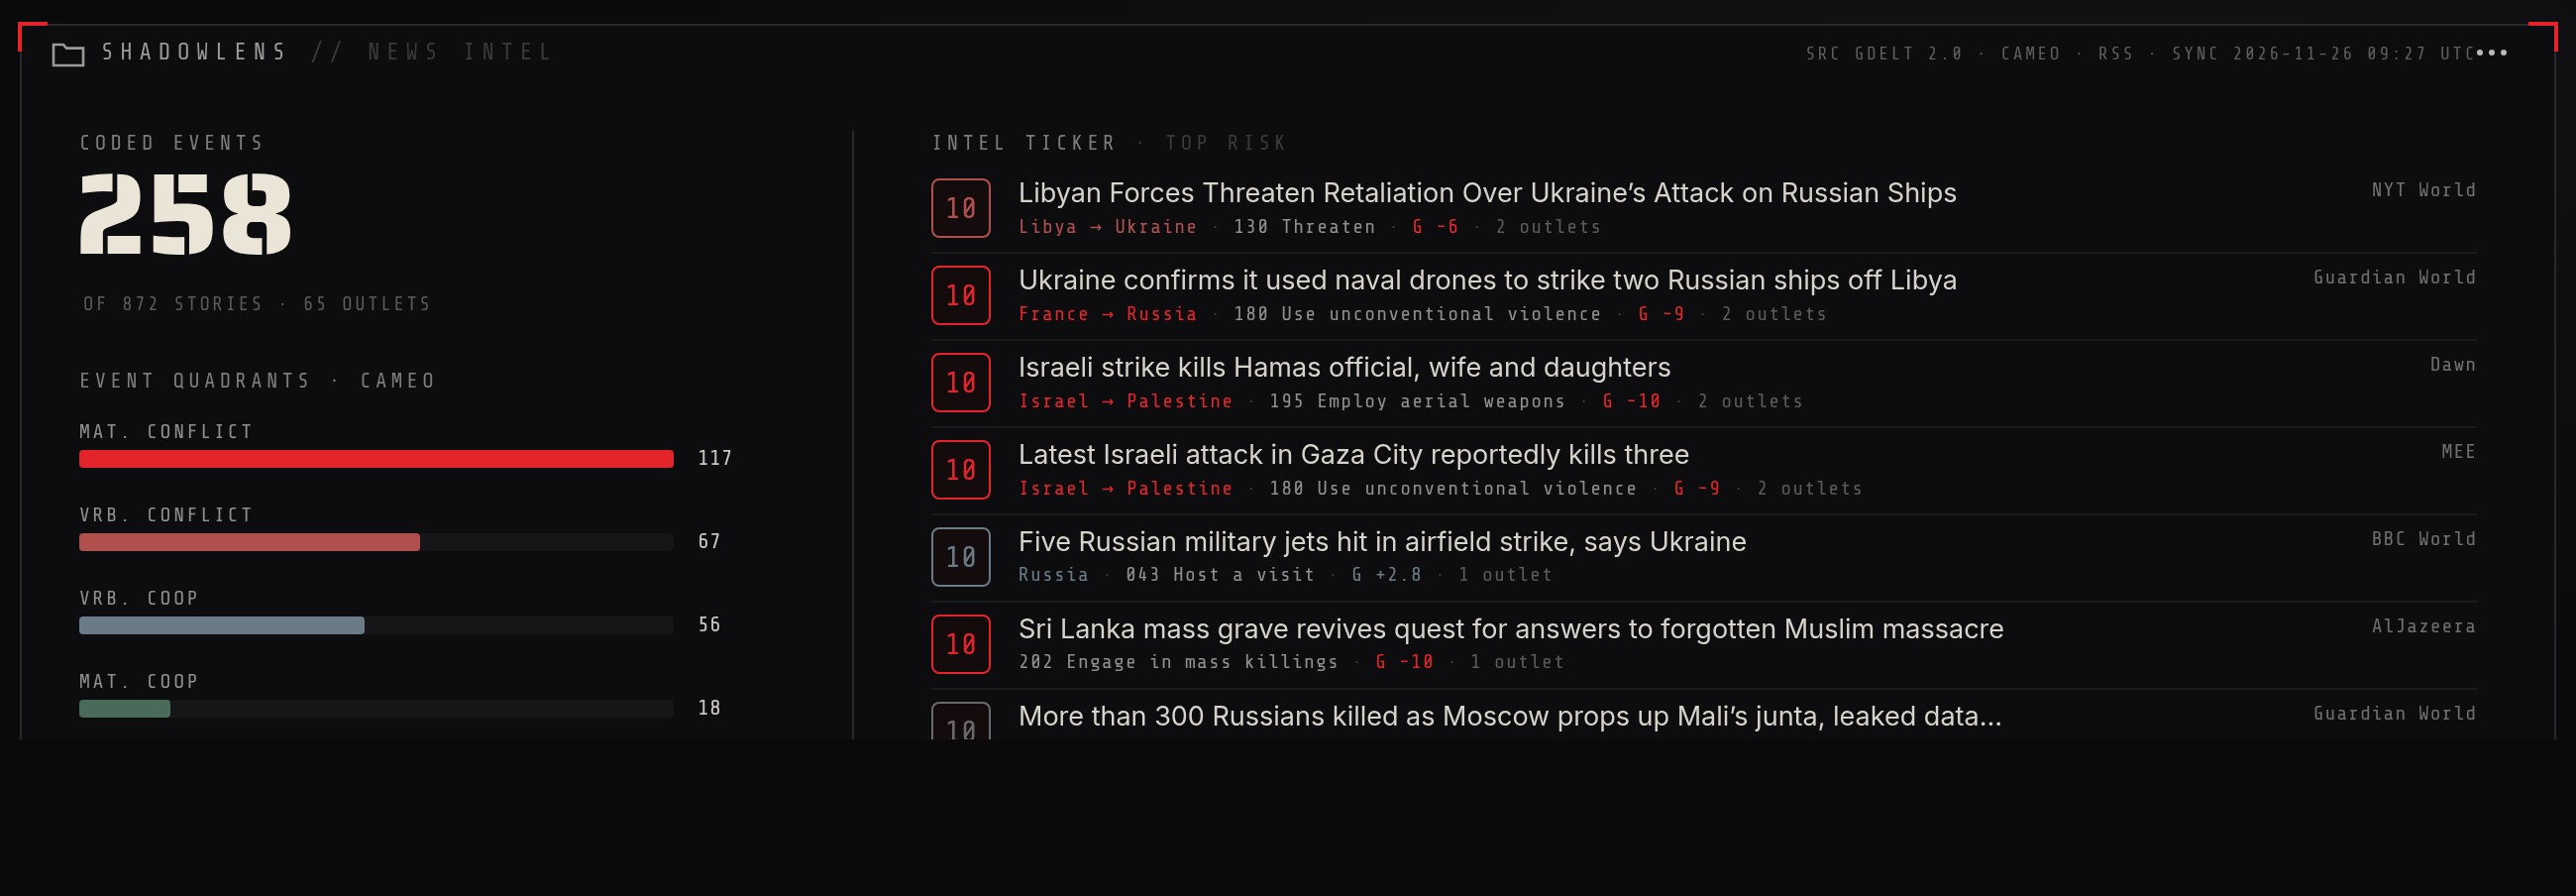 SHADOWLENS // NEWS INTEL
SRC GDELT 2.0 · CAMEO · RSS · SYNC 2026-11-26 09:27 UTC•••
CODED EVENTS
258
OF 872 STORIES · 65 OUTLETS
EVENT QUADRANTS · CAMEO
MAT. CONFLICT
117
VRB. CONFLICT
67
VRB. COOP
56
MAT. COOP
18
INTEL TICKER · TOP RISK
10 Libyan Forces Threaten Retaliation Over Ukraine’s Attack on Russian Ships NYT World
Libya → Ukraine · 130 Threaten · G -6 · 2 outlets
10 Ukraine confirms it used naval drones to strike two Russian ships off Libya Guardian World
France → Russia · 180 Use unconventional violence · G -9 · 2 outlets
10 Israeli strike kills Hamas official, wife and daughters Dawn
Israel → Palestine · 195 Employ aerial weapons · G -10 · 2 outlets
10 Latest Israeli attack in Gaza City reportedly kills three MEE
Israel → Palestine · 180 Use unconventional violence · G -9 · 2 outlets
10 Five Russian military jets hit in airfield strike, says Ukraine BBC World
Russia · 043 Host a visit · G +2.8 · 1 outlet
10 Sri Lanka mass grave revives quest for answers to forgotten Muslim massacre AlJazeera
202 Engage in mass killings · G -10 · 1 outlet
10 More than 300 Russians killed as Moscow props up Mali’s junta, leaked data... Guardian World